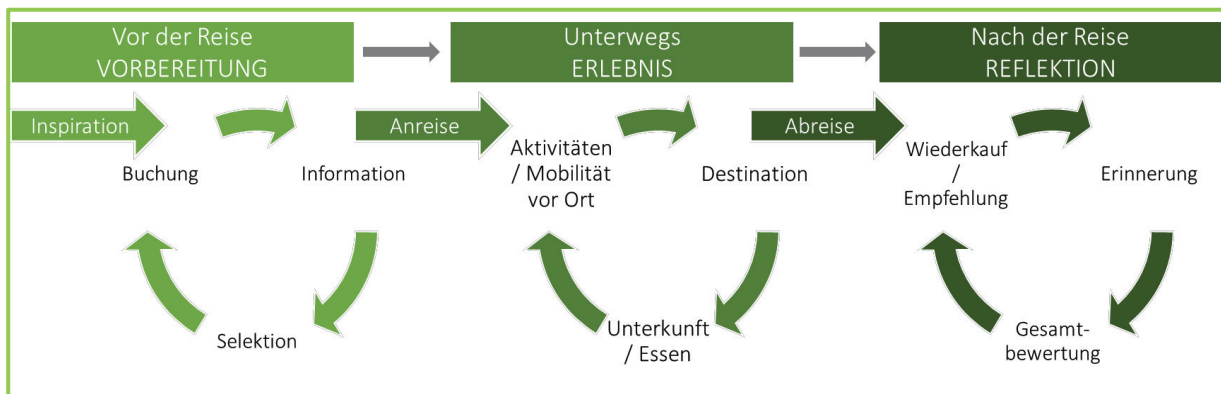 Vor der Reise
VORBEREITUNG
Unterwegs
ERLEBNIS
Nach der Reise
REFLEKTION
Inspiration
Buchung
Information
Selektion
Anreise
Aktivitäten
/ Mobilität
vor Ort
Destination
Unterkunft
/ Essen
Abreise
Wiederkauf
/
Empfehlung
Erinnerung
Gesamt-
bewertung